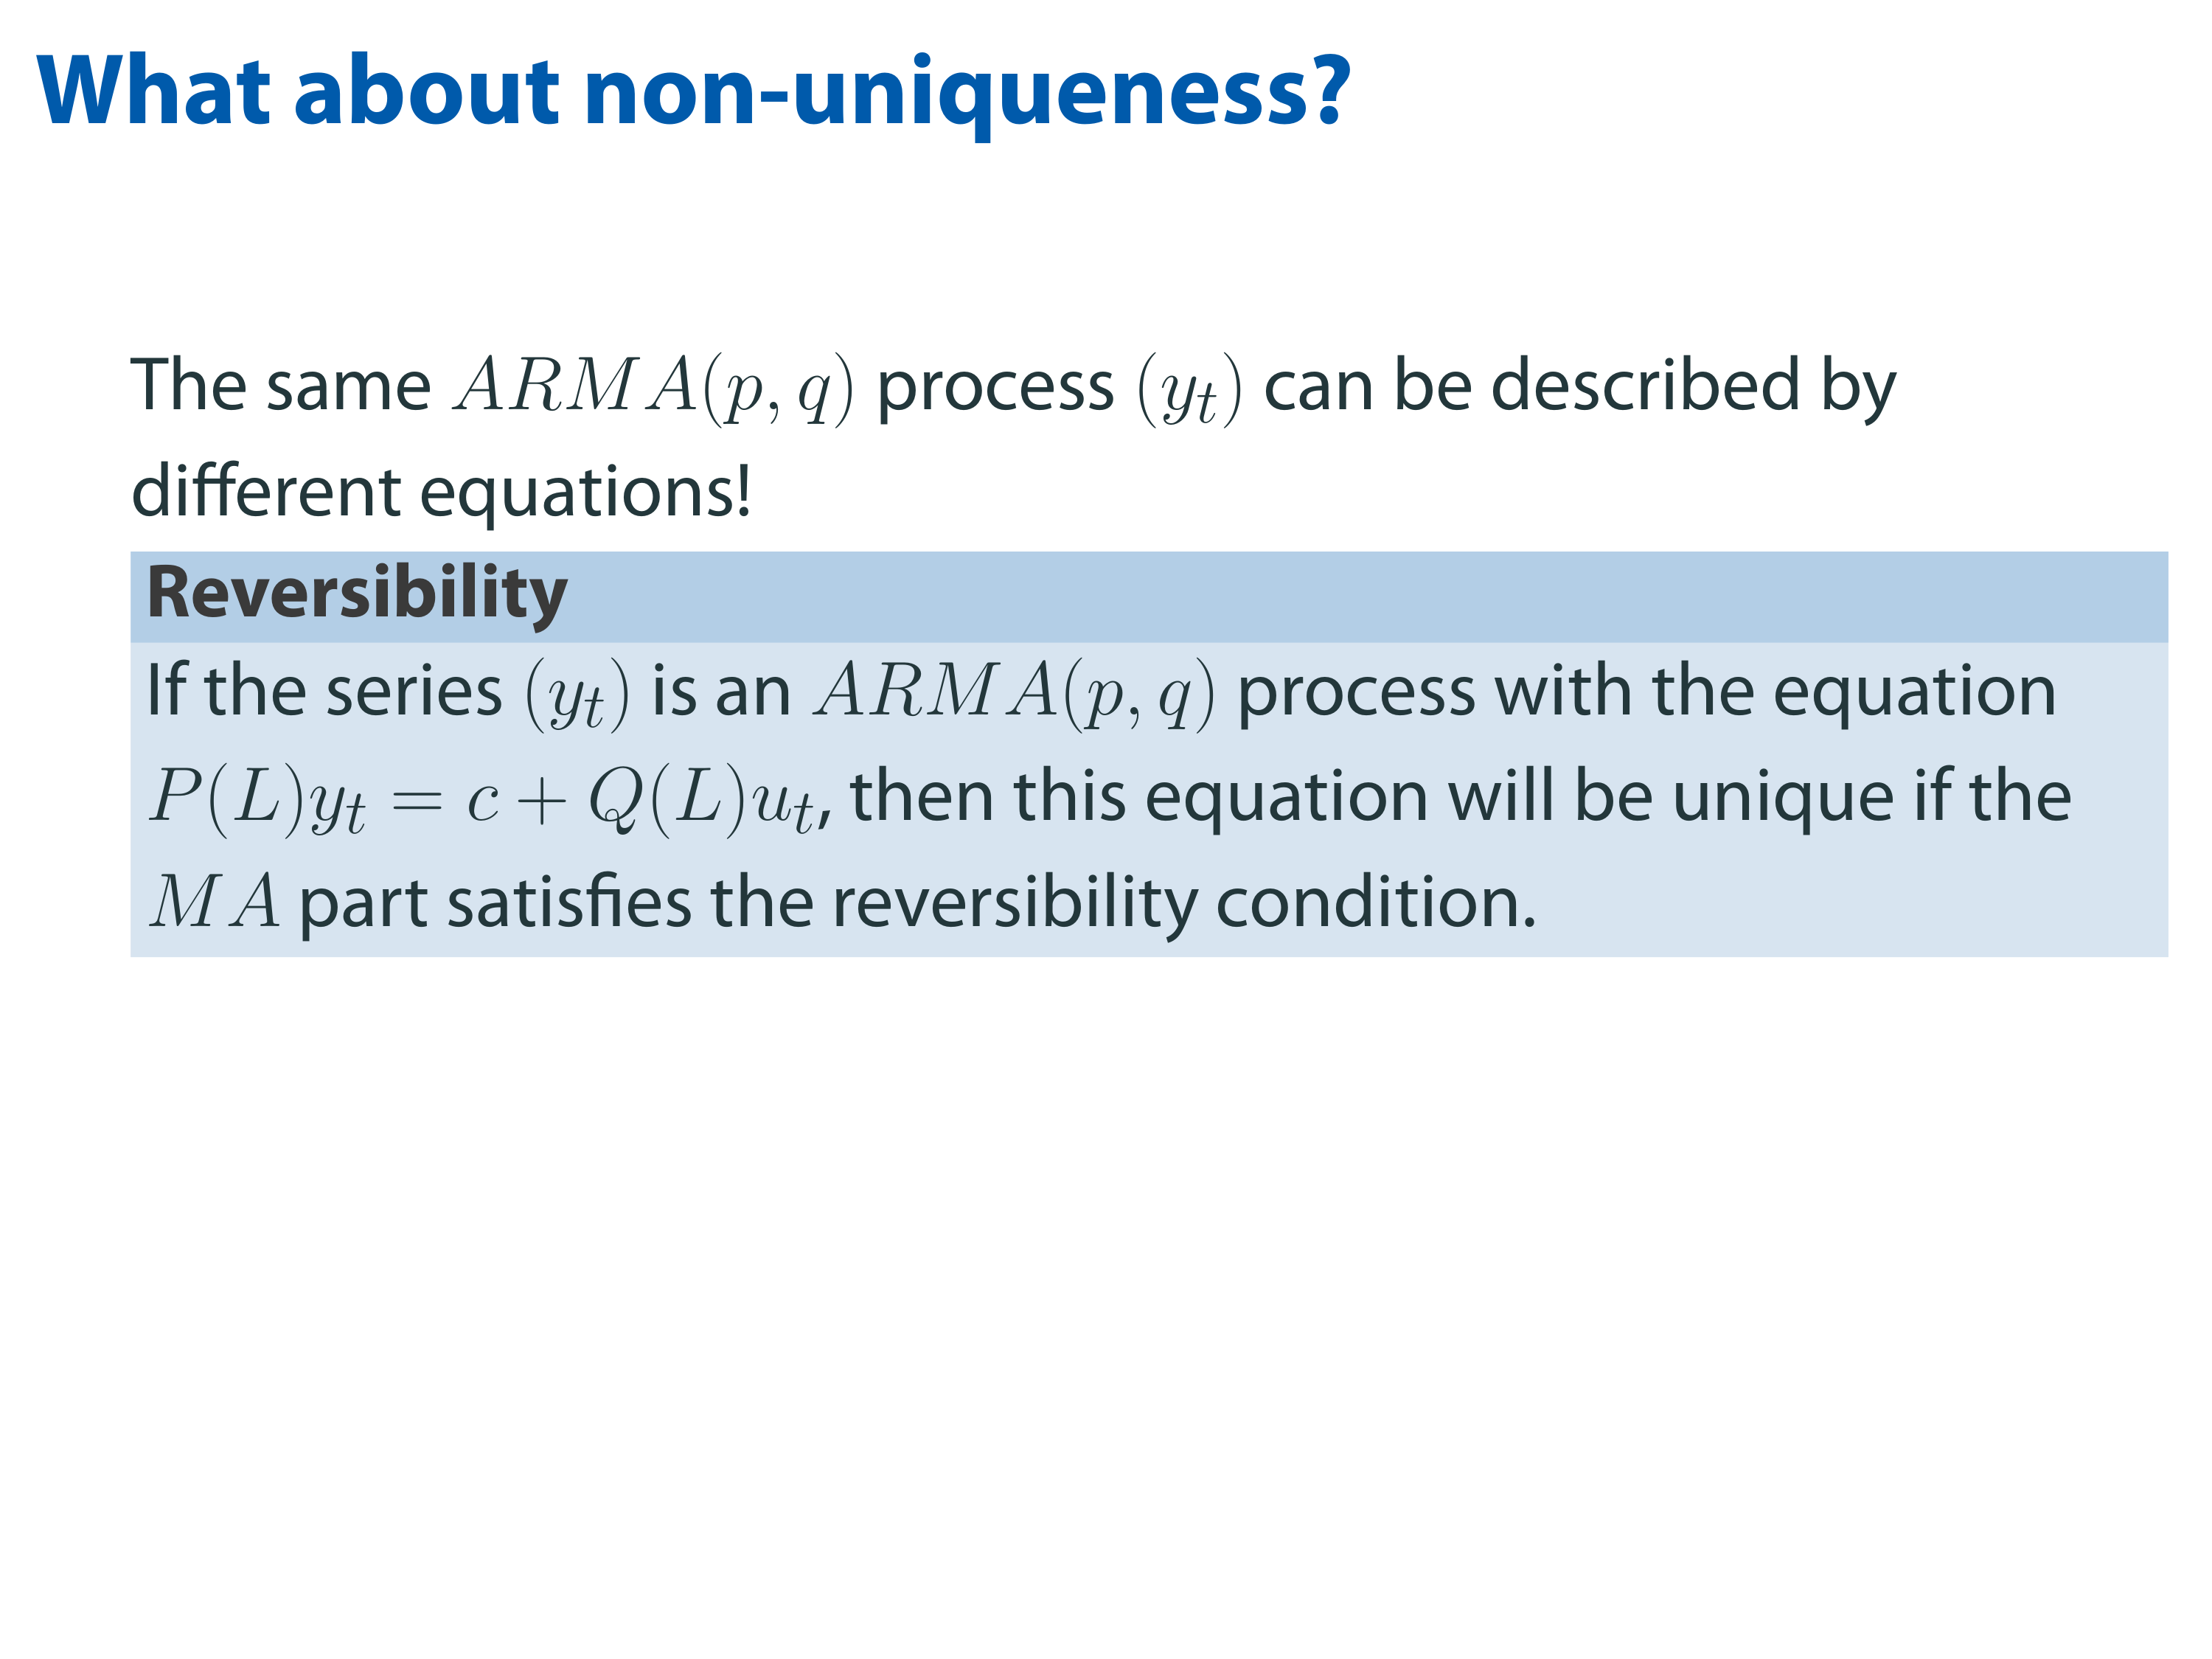 What about non-uniqueness?
The same ARMA(p, q) process (y_t) can be described by
different equations!
Reversibility
If the series (y_t) is an ARMA(p, q) process with the equation
P(L)y_t = c + Q(L)u_t, then this equation will be unique if the
MA part satisfies the reversibility condition.